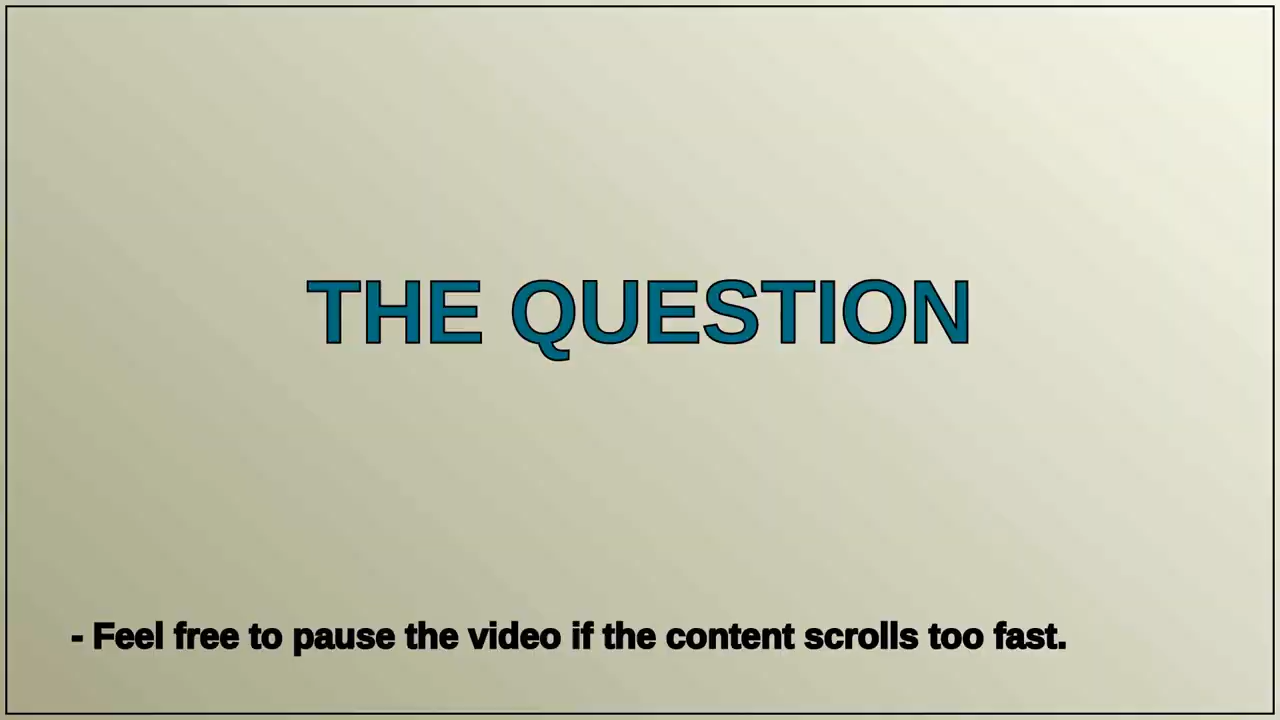 THE QUESTION
- Feel free to pause the video if the content scrolls too fast.